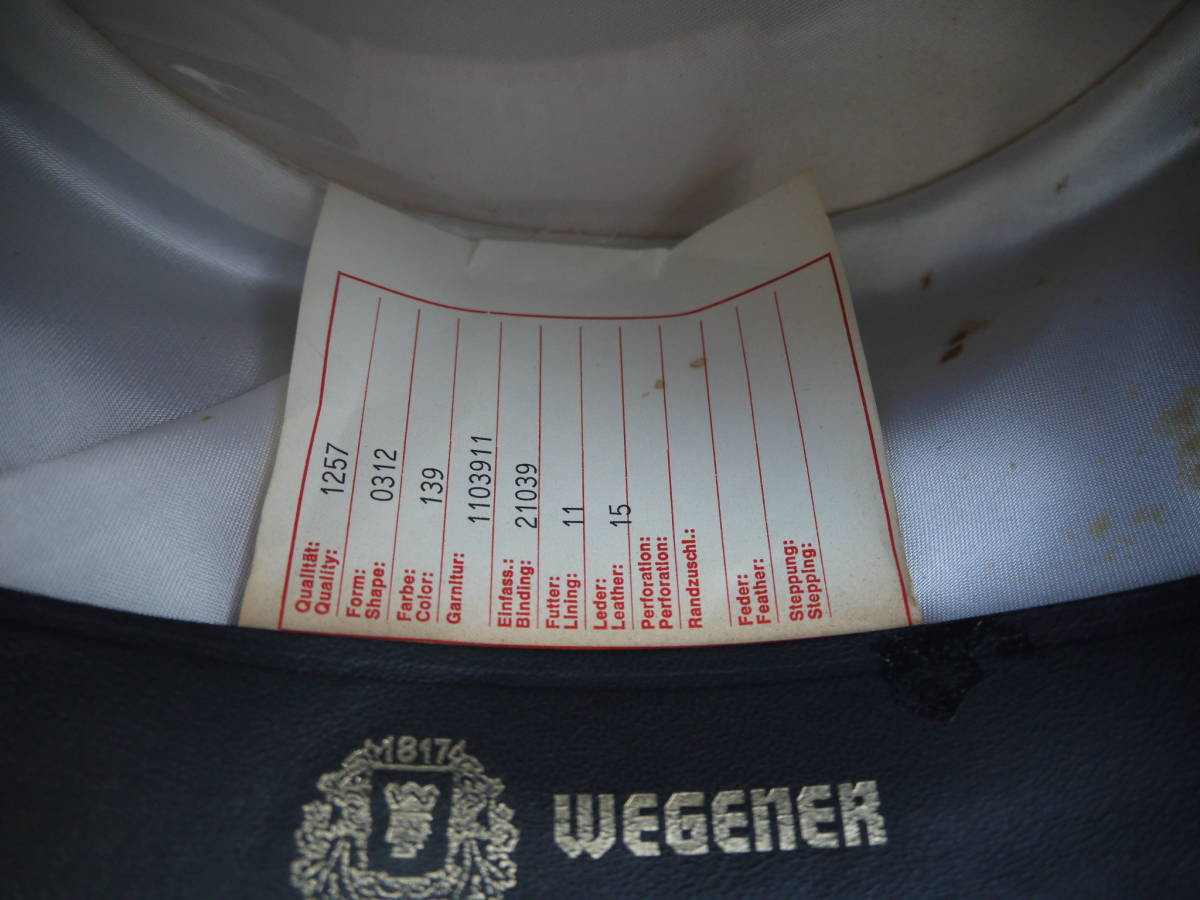 Qualität: 1257
Quality:
Form: 0312
Shape:
Farbe: 139
Color:
Garnitur: 1103911
Einfass.: 21039
Binding:
Futter: 11
Lining:
Leder: 15
Leather:
Perforation:
Perforation:
Randzuschl.:
Feder:
Feather:
Steppung:
Stepping:
1817
WEGENER